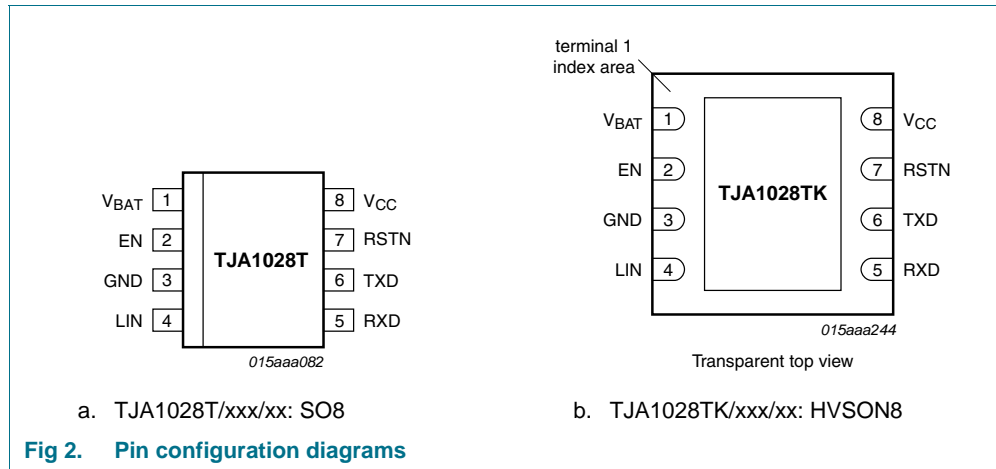 VBAT 1
EN 2
GND 3
LIN 4
TJA1028T
8 VCC
7 RSTN
6 TXD
5 RXD
015aaa082
a. TJA1028T/xxx/xx: SO8
terminal 1
index area
VBAT 1
EN 2
GND 3
LIN 4
TJA1028TK
8 VCC
7 RSTN
6 TXD
5 RXD
015aaa244
Transparent top view
b. TJA1028TK/xxx/xx: HVSON8
Fig 2. Pin configuration diagrams